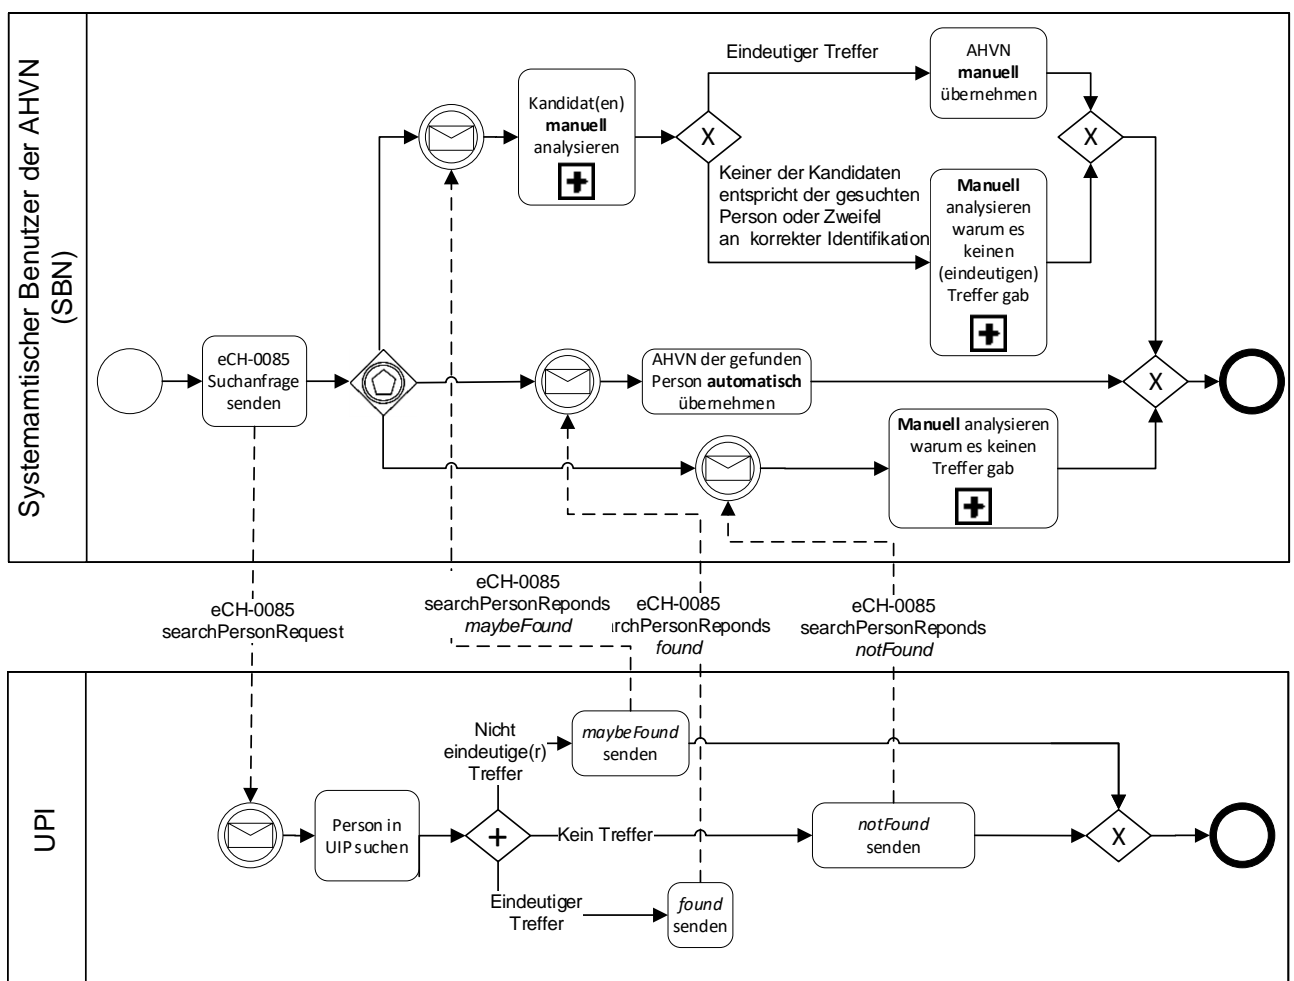 Systemamtischer Benutzer der AHVN
(SBN)
eCH-0085
Suchanfrage
senden
Kandidat(en)
manuell
analysieren
X
Eindeutiger Treffer
AHVN
manuell
übernehmen
X
Keiner der Kandidaten
entspricht der gesuchten
Person oder Zweifel
an korrekter Identifikation
Manuell
analysieren
warum es
keinen
(eindeutigen)
Treffer gab
AHVN der gefunden
Person automatisch
übernehmen
X
Manuell analysieren
warum es keinen
Treffer gab
eCH-0085
searchPersonRequest
eCH-0085
searchPersonReponds
maybeFound
eCH-0085
rchPersonReponds
found
eCH-0085
searchPersonReponds
notFound
UPI
Person in
UIP suchen
Nicht
eindeutige(r)
Treffer
maybeFound
senden
Kein Treffer
notFound
senden
X
Eindeutiger
Treffer
found
senden